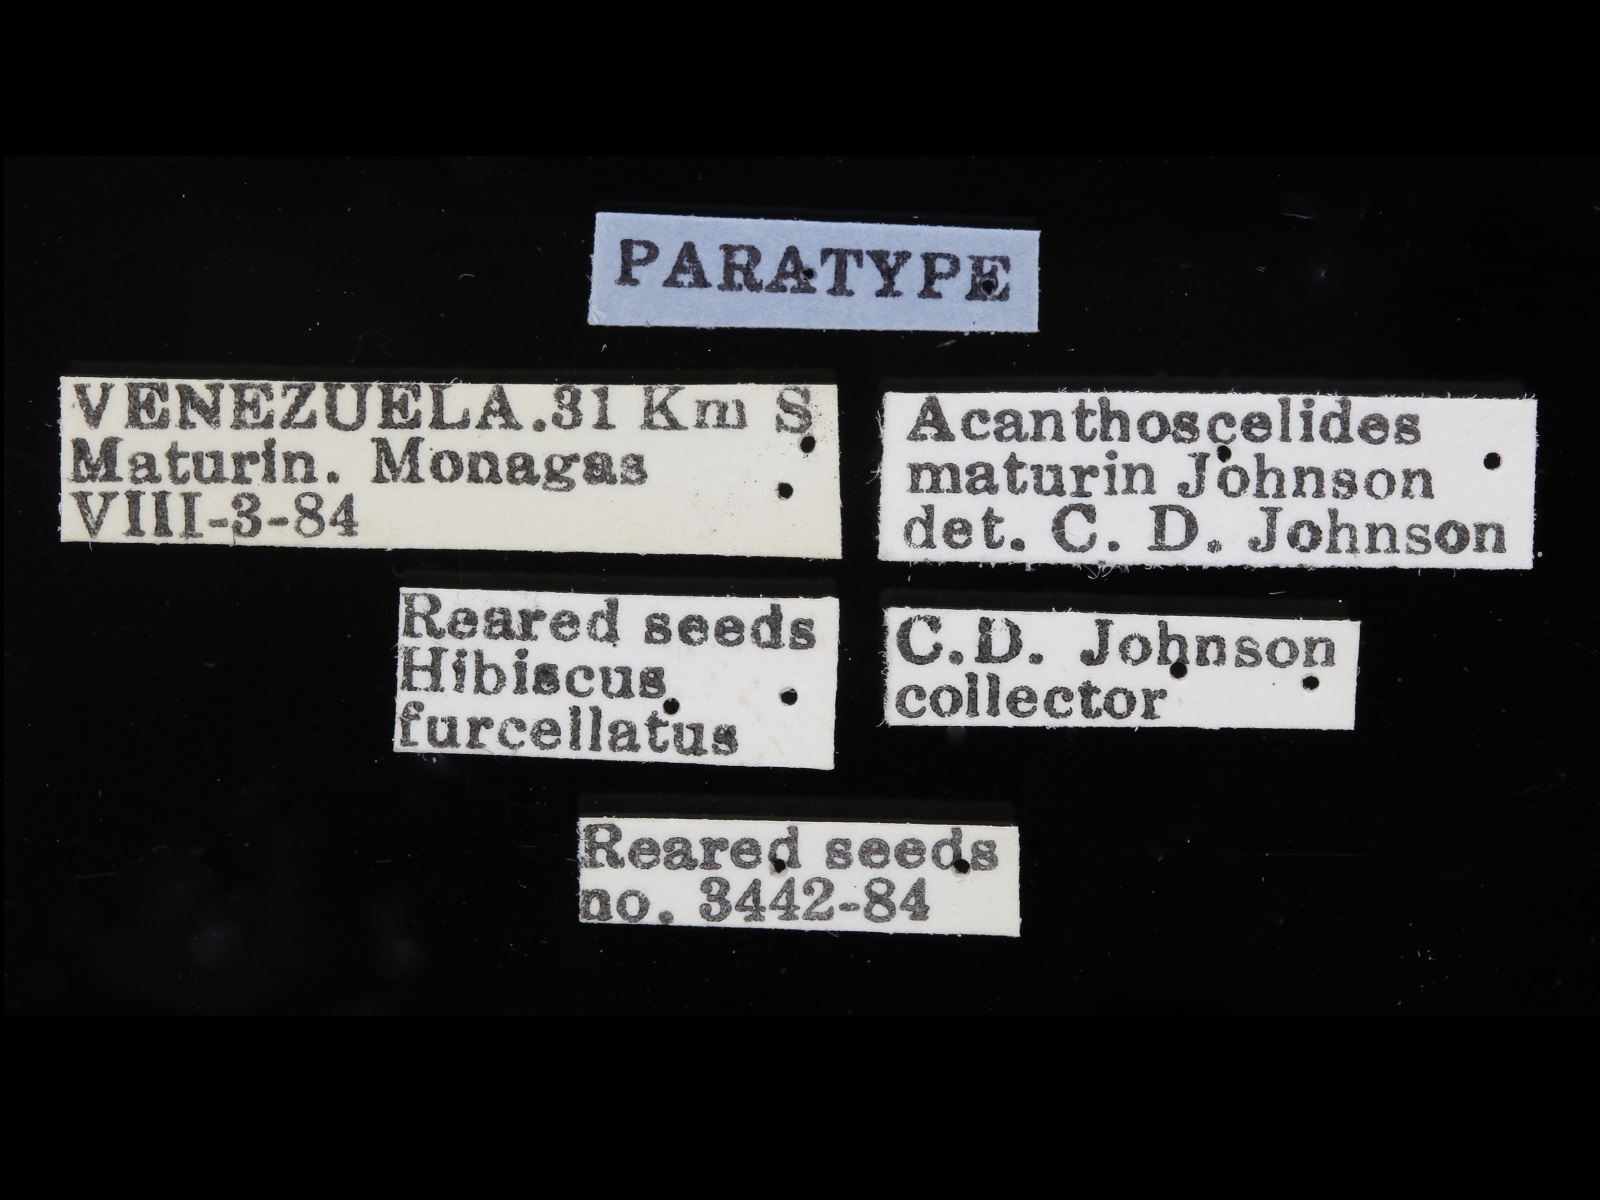 PARATYPE
VENEZUELA.31 Km S
Maturin. Monagas
VIII-3-84
Acanthoscelides
maturin Johnson
det. C. D. Johnson
Reared seeds
Hibiscus
furcellatus
C.D. Johnson
collector
Reared seeds
no. 3442-84